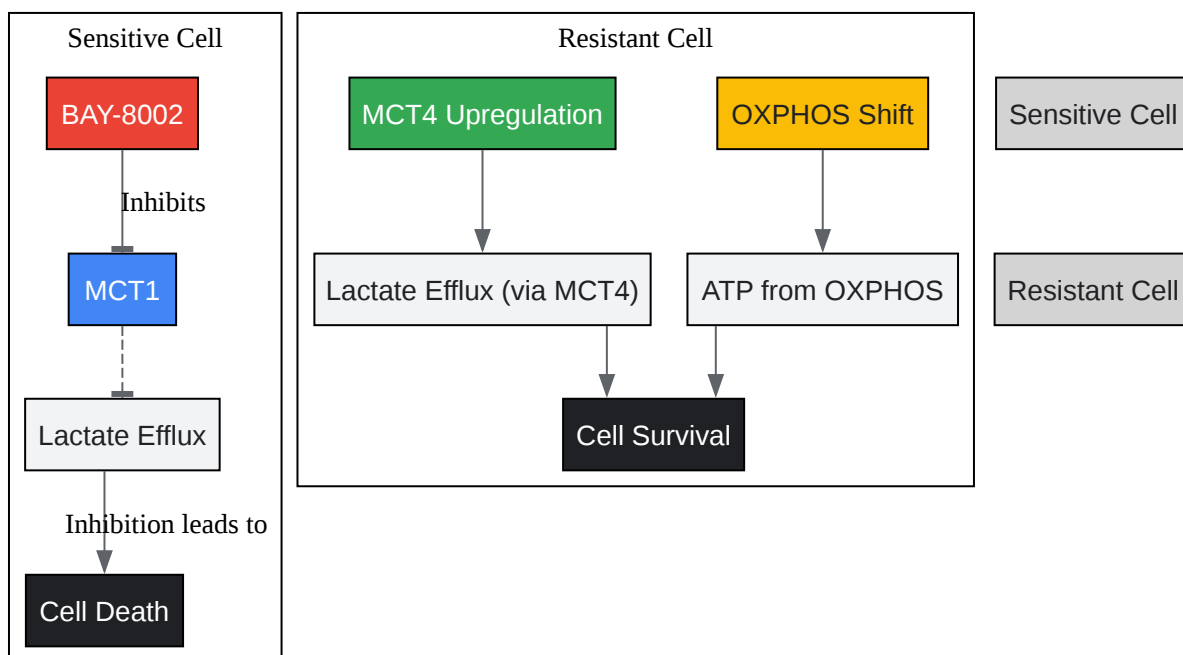 Sensitive Cell
BAY-8002
Inhibits
MCT1
Lactate Efflux
Inhibition leads to
Cell Death
Resistant Cell
MCT4 Upregulation
OXPHOS Shift
Lactate Efflux (via MCT4)
ATP from OXPHOS
Cell Survival
Sensitive Cell
Resistant Cell